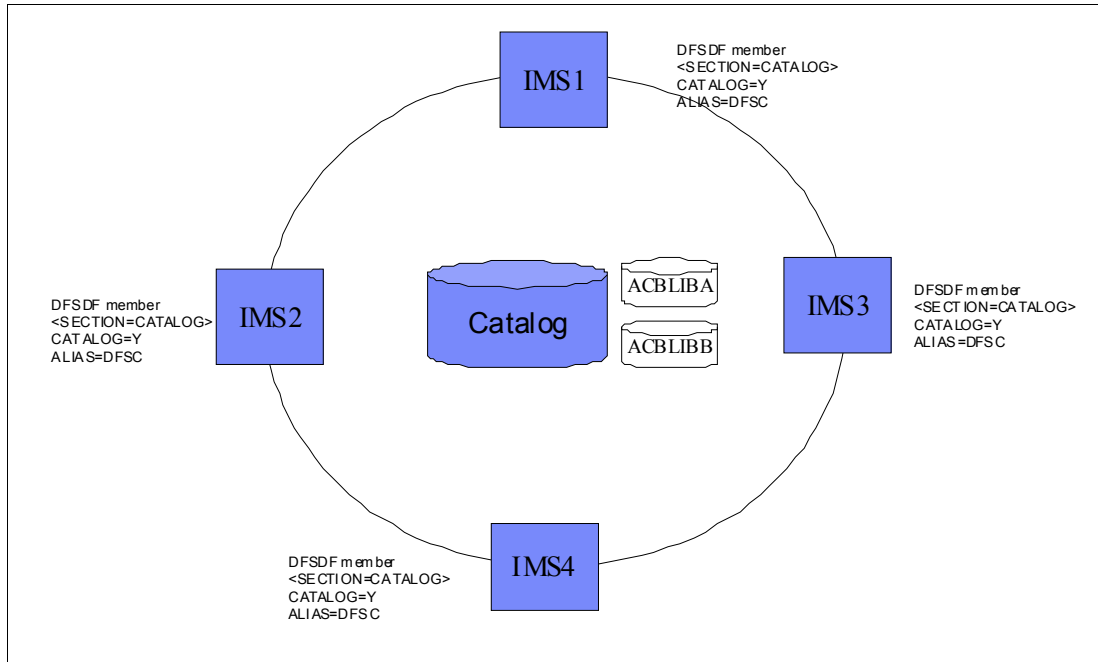 IMS1
DFSDF member
<SECTION=CATALOG>
CATALOG=Y
ALIAS=DFSC
DFSDF member
<SECTION=CATALOG>
CATALOG=Y
ALIAS=DFSC
IMS2
Catalog
ACBLIBA
ACBLIBB
IMS3
DFSDF member
<SECTION=CATALOG>
CATALOG=Y
ALIAS=DFSC
DFSDF member
<SECTION=CATALOG>
CATALOG=Y
ALIAS=DFSC
IMS4